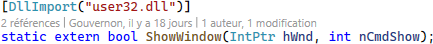 [DllImport("user32.dll")]
2 références | Gouvernon, il y a 18 jours | 1 auteur, 1 modification
static extern bool ShowWindow(IntPtr hWnd, int nCmdShow);